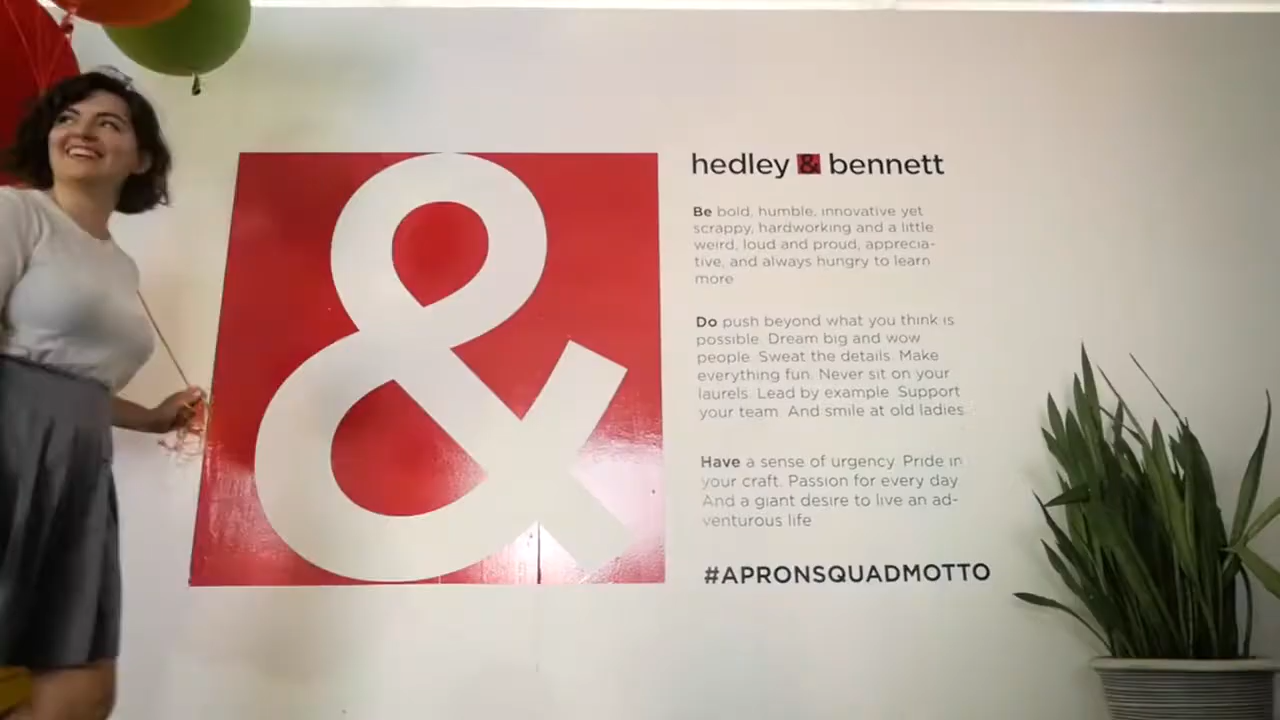 &
hedley & bennett
Be bold, humble, innovative yet
scrappy, hardworking and a little
weird, loud and proud, apprecia-
tive, and always hungry to learn
more
Do push beyond what you think is
possible. Dream big and wow
people. Sweat the details. Make
everything fun. Never sit on your
laurels. Lead by example. Support
your team. And smile at old ladies.
Have a sense of urgency. Pride in
your craft. Passion for every day.
And a giant desire to live an ad-
venturous life
#APRONSQUADMOTTO